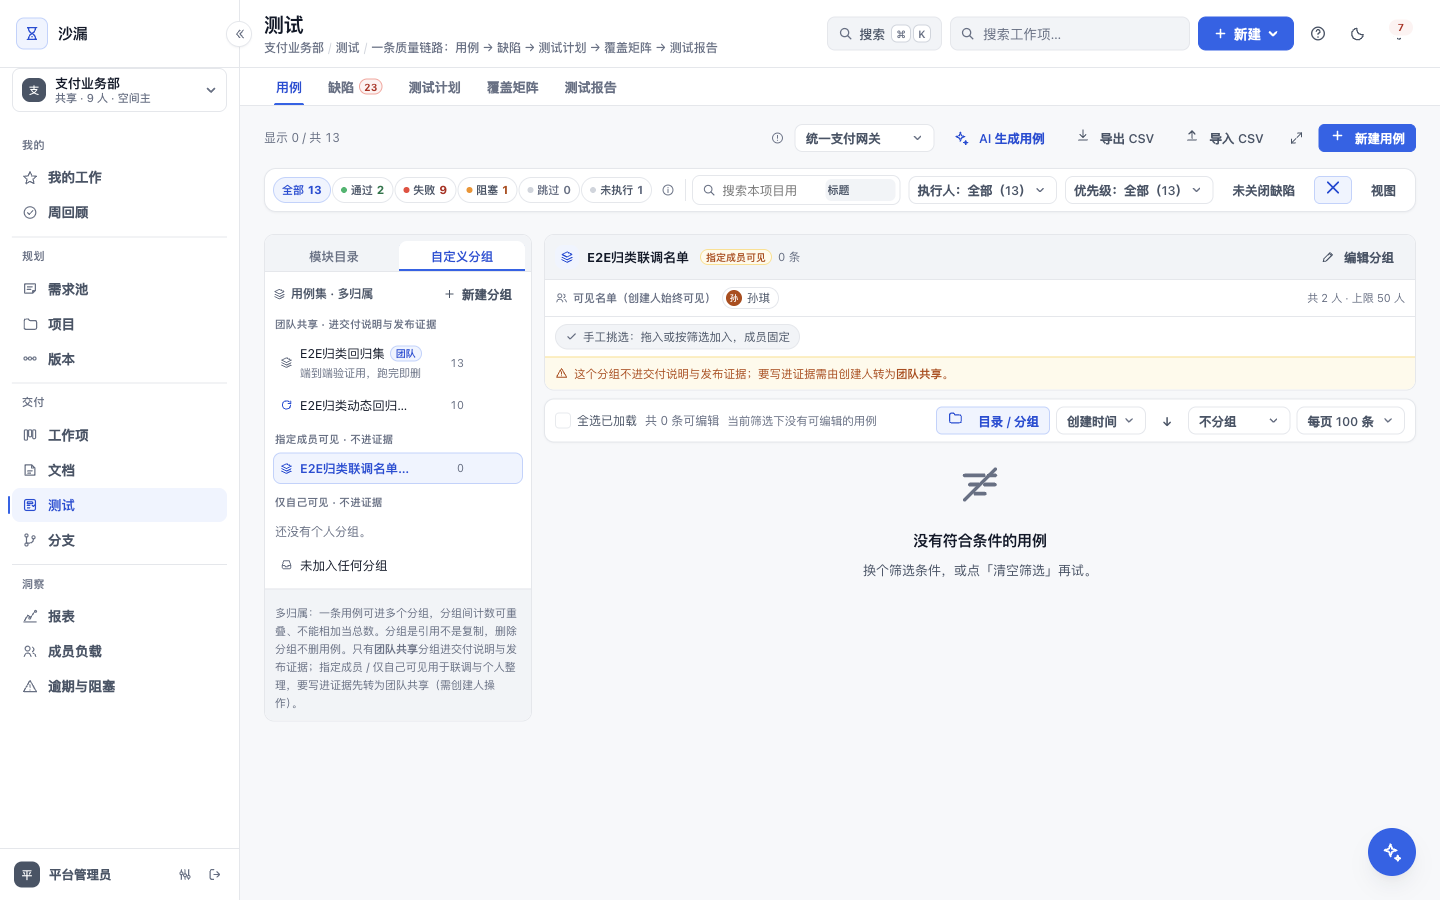 沙漏
支
支付业务部
共享 · 9 人 · 空间主
我的
我的工作
周回顾
规划
需求池
项目
版本
交付
工作项
文档
测试
分支
洞察
报表
成员负载
逾期与阻塞
平
平台管理员
测试
支付业务部 / 测试 / 一条质量链路：用例 → 缺陷 → 测试计划 → 覆盖矩阵 → 测试报告
搜索 ⌘ K
搜索工作项...
新建
7
用例
缺陷 23
测试计划
覆盖矩阵
测试报告
显示 0 / 共 13
统一支付网关
AI 生成用例
导出 CSV
导入 CSV
新建用例
全部 13
通过 2
失败 9
阻塞 1
跳过 0
未执行 1
搜索本项目用
标题
执行人：全部（13）
优先级：全部（13）
未关闭缺陷
视图
模块目录
自定义分组
用例集 · 多归属
新建分组
团队共享 · 进交付说明与发布证据
E2E归类回归集 团队 13
端到端验证用，跑完即删
E2E归类动态回归... 10
指定成员可见 · 不进证据
E2E归类联调名单... 0
仅自己可见 · 不进证据
还没有个人分组。
未加入任何分组
多归属：一条用例可进多个分组，分组间计数可重
叠、不能相加当总数。分组是引用不是复制，删除
分组不删用例。只有团队共享分组进交付说明与发
布证据；指定成员 / 仅自己可见用于联调与个人整
理，要写进证据先转为团队共享（需创建人操
作）。
E2E归类联调名单 指定成员可见 0 条
编辑分组
可见名单（创建人始终可见） 孙 孙琪
共 2 人 · 上限 50 人
手工挑选：拖入或按筛选加入，成员固定
这个分组不进交付说明与发布证据；要写进证据需由创建人转为团队共享。
全选已加载 共 0 条可编辑 当前筛选下没有可编辑的用例
目录 / 分组
创建时间
不分组
每页 100 条
没有符合条件的用例
换个筛选条件，或点「清空筛选」再试。